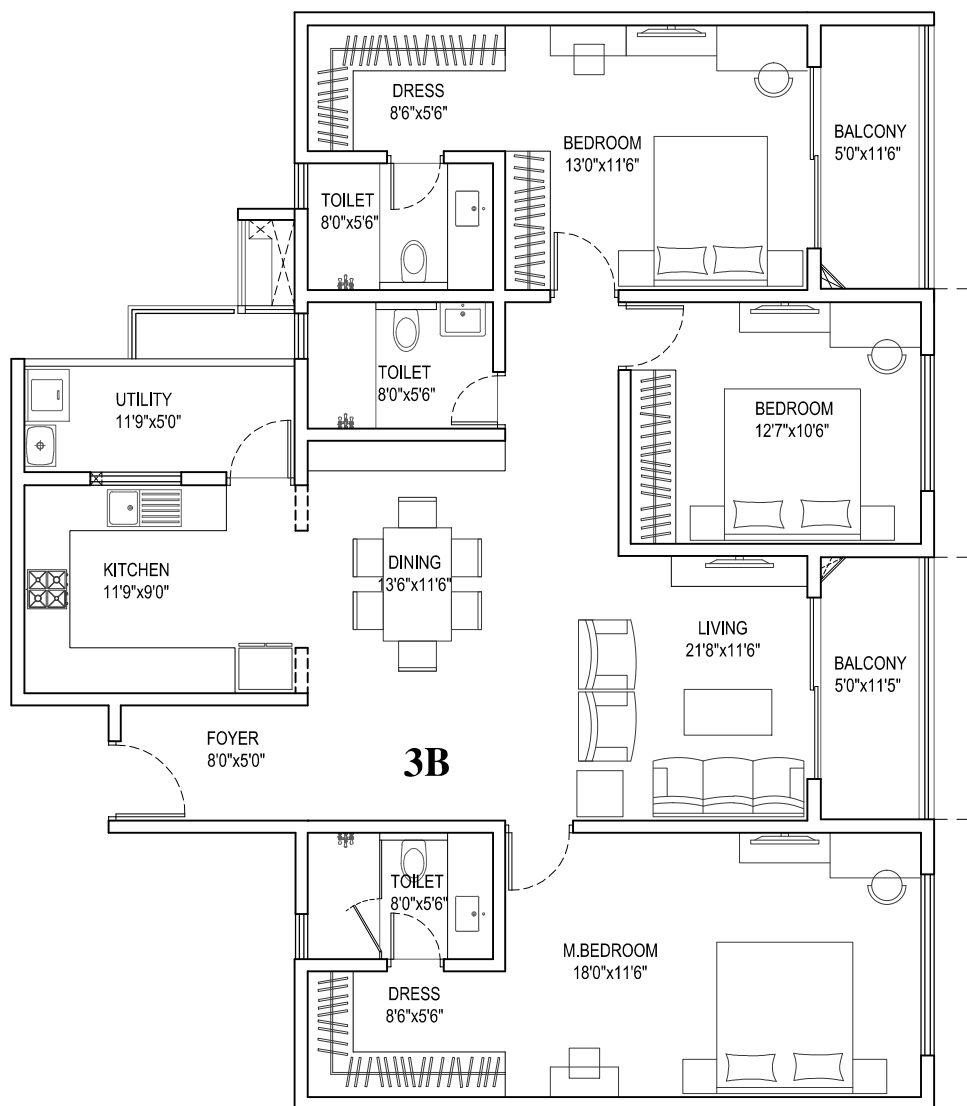 DRESS
8'6"x5'6"
BEDROOM
13'0"x11'6"
BALCONY
5'0"x11'6"
TOILET
8'0"x5'6"
TOILET
8'0"x5'6"
UTILITY
11'9"x5'0"
BEDROOM
12'7"x10'6"
KITCHEN
11'9"x9'0"
DINING
13'6"x11'6"
LIVING
21'8"x11'6"
BALCONY
5'0"x11'5"
FOYER
8'0"x5'0"
3B
TOILET
8'0"x5'6"
M.BEDROOM
18'0"x11'6"
DRESS
8'6"x5'6"